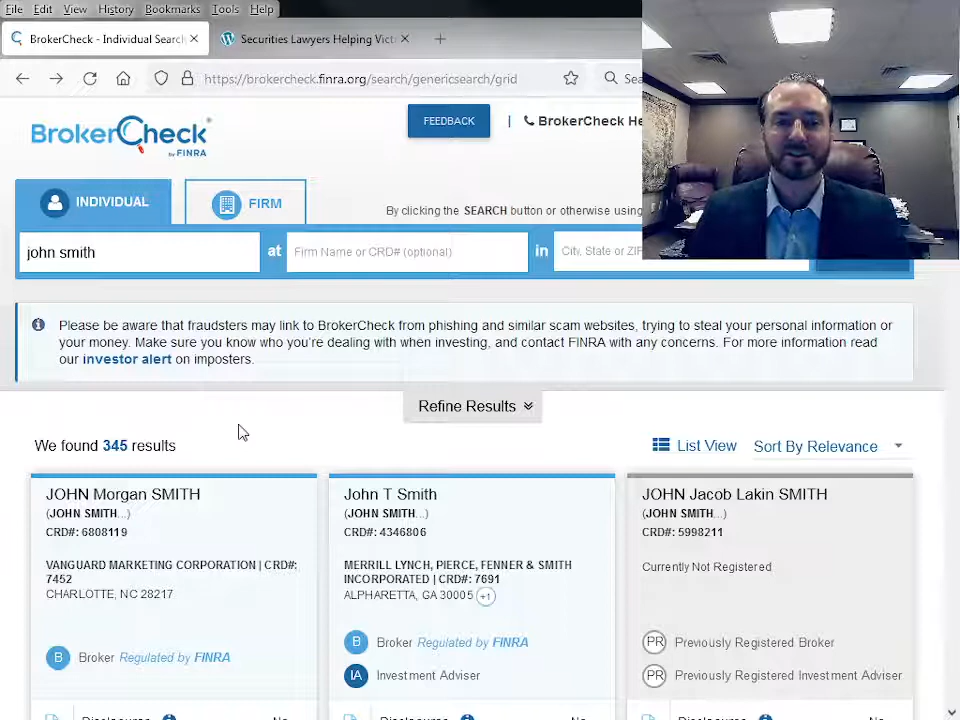 File Edit View History Bookmarks Tools Help
BrokerCheck - Individual Search
Securities Lawyers Helping Vict
https://brokercheck.finra.org/search/genericsearch/grid
BrokerCheck
by FINRA
FEEDBACK
BrokerCheck
INDIVIDUAL
FIRM
By clicking the SEARCH button or otherwise using
john smith
at
Firm Name or CRD# (optional)
in
City, State or ZIP
Please be aware that fraudsters may link to BrokerCheck from phishing and similar scam websites, trying to steal your personal information or
your money. Make sure you know who you're dealing with when investing, and contact FINRA with any concerns. For more information read
our investor alert on imposters.
Refine Results
We found 345 results
List View
Sort By Relevance
JOHN Morgan SMITH
(JOHN SMITH...)
CRD#: 6808119
VANGUARD MARKETING CORPORATION | CRD#:
7452
CHARLOTTE, NC 28217
B Broker Regulated by FINRA
John T Smith
(JOHN SMITH...)
CRD#: 4346806
MERRILL LYNCH, PIERCE, FENNER & SMITH
INCORPORATED | CRD#: 7691
ALPHARETTA, GA 30005 +1
B Broker Regulated by FINRA
IA Investment Adviser
JOHN Jacob Lakin SMITH
(JOHN SMITH...)
CRD#: 5998211
Currently Not Registered
PR Previously Registered Broker
PR Previously Registered Investment Adviser